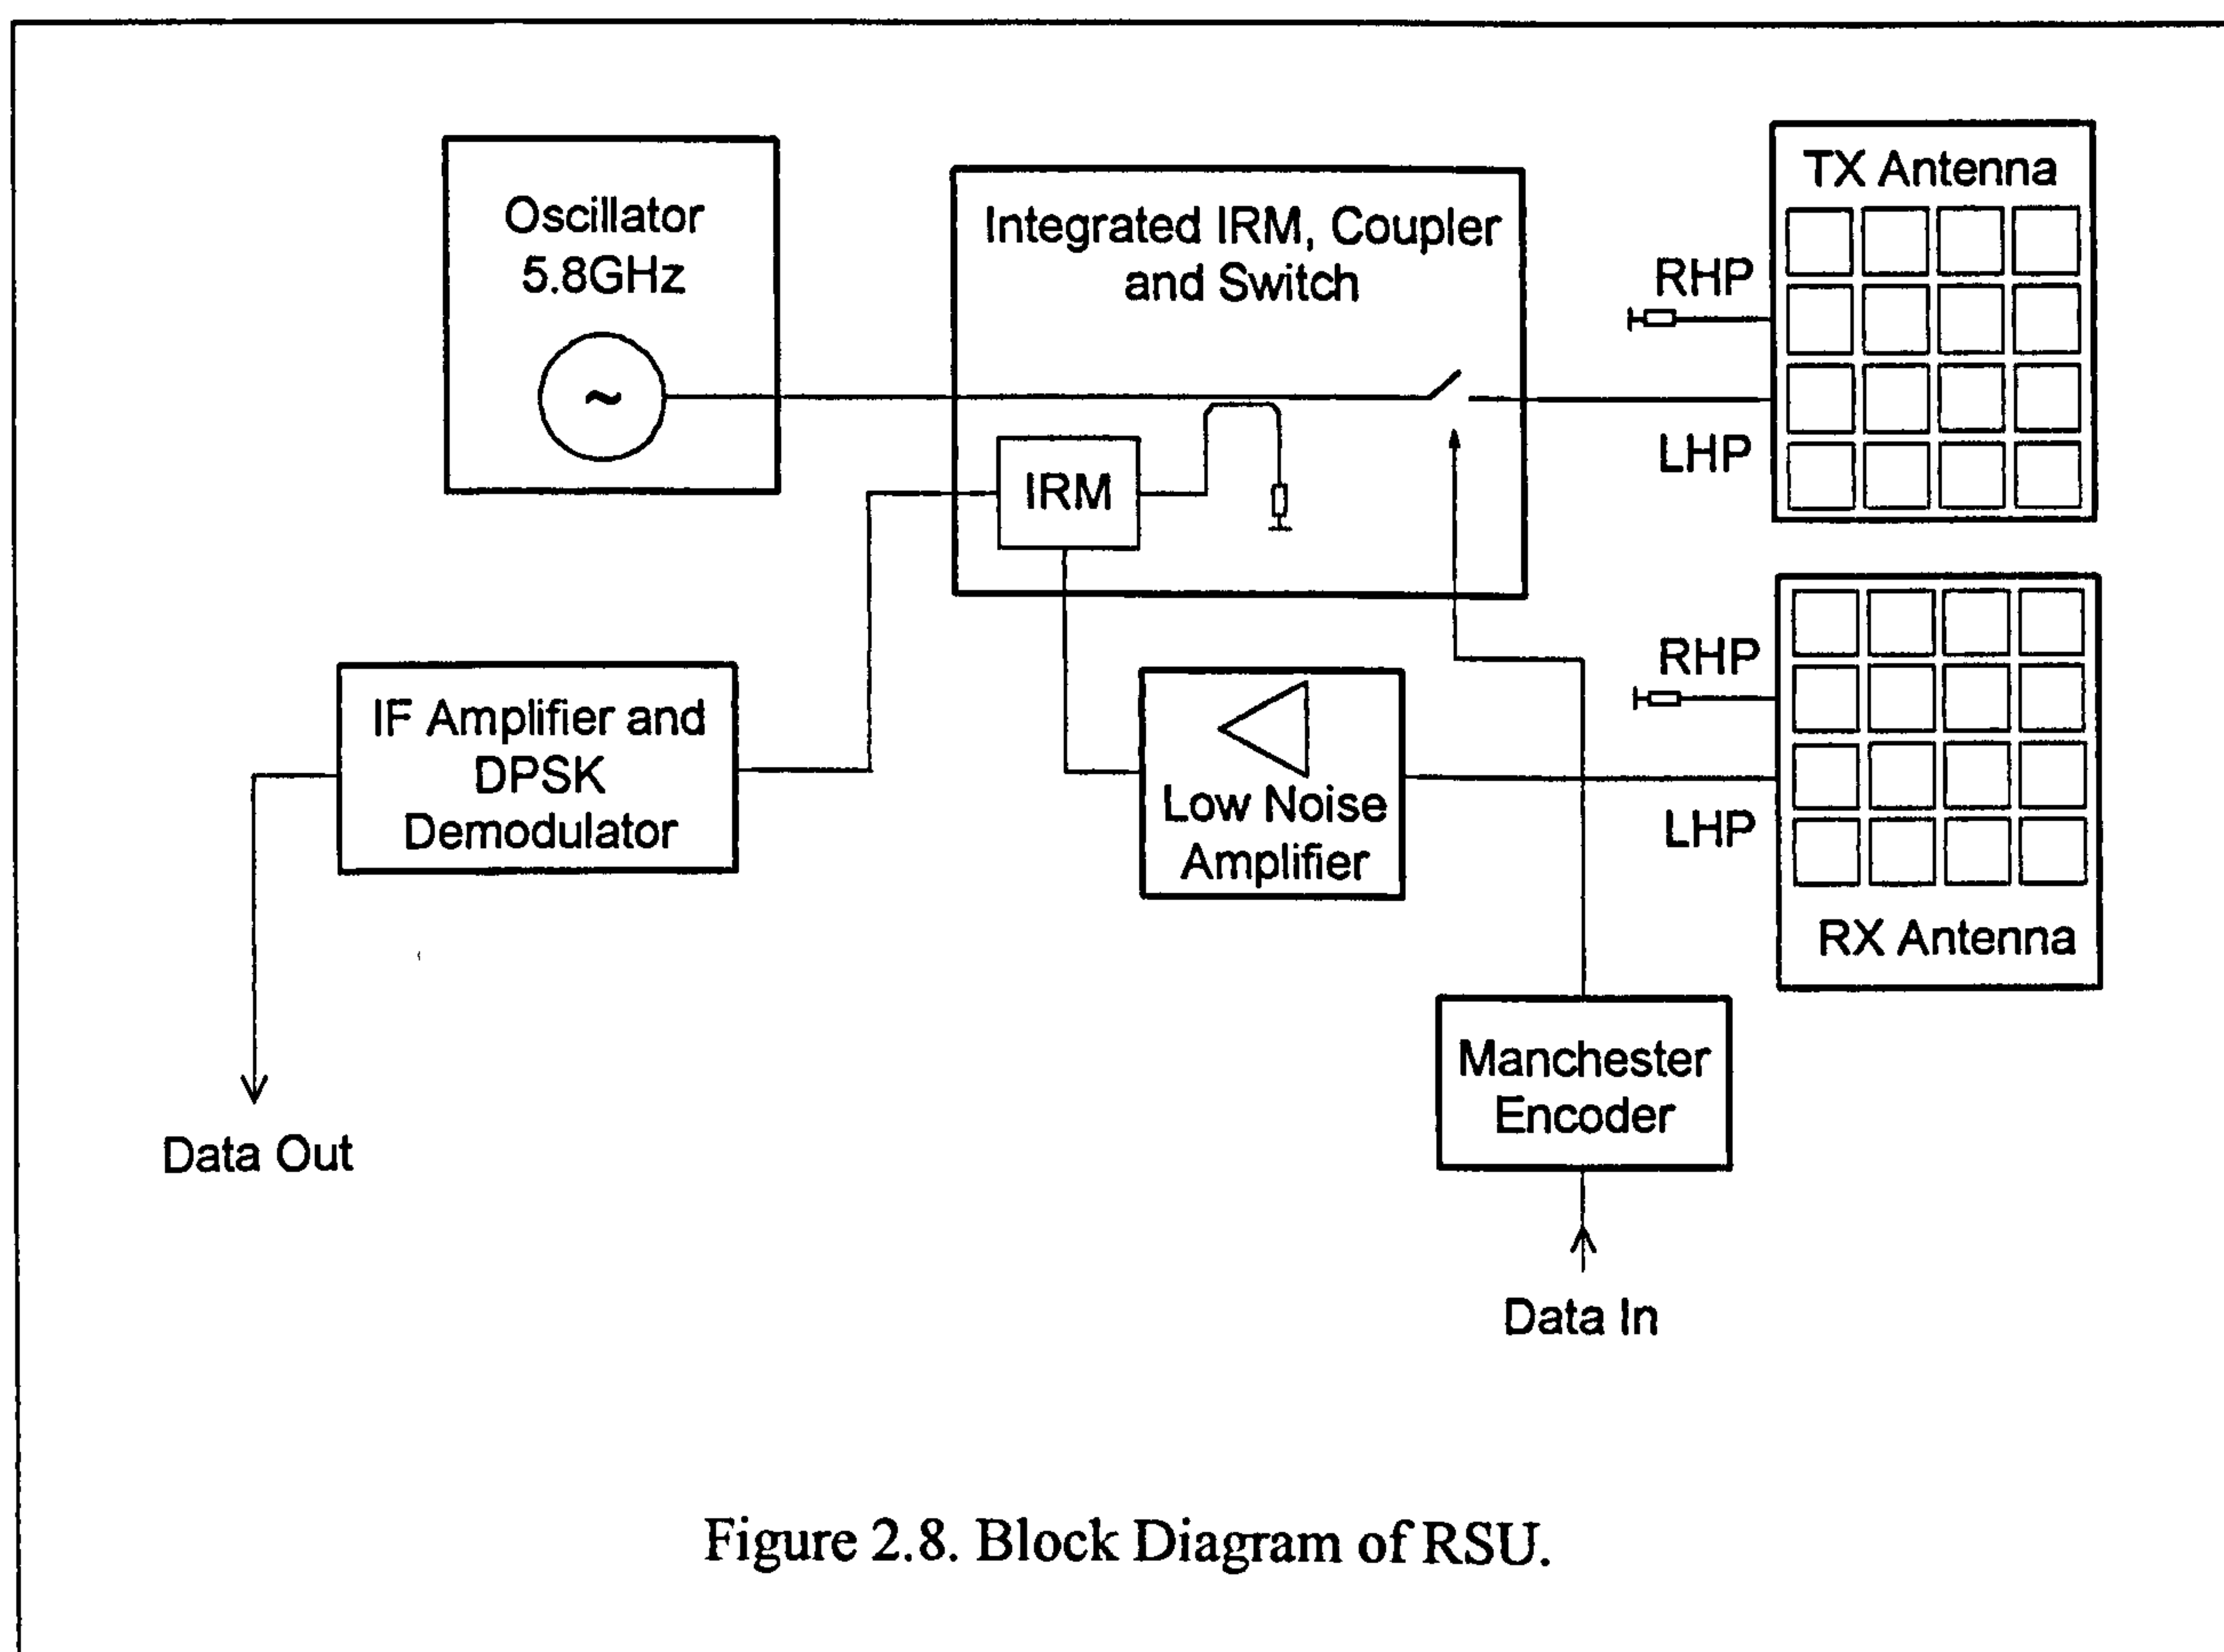 Oscillator
5.8GHz
~
Integrated IRM, Coupler
and Switch
IRM
TX Antenna
RHP
LHP
RHP
LHP
RX Antenna
IF Amplifier and
DPSK
Demodulator
Low Noise
Amplifier
Manchester
Encoder
Data Out
Data In
Figure 2.8. Block Diagram of RSU.